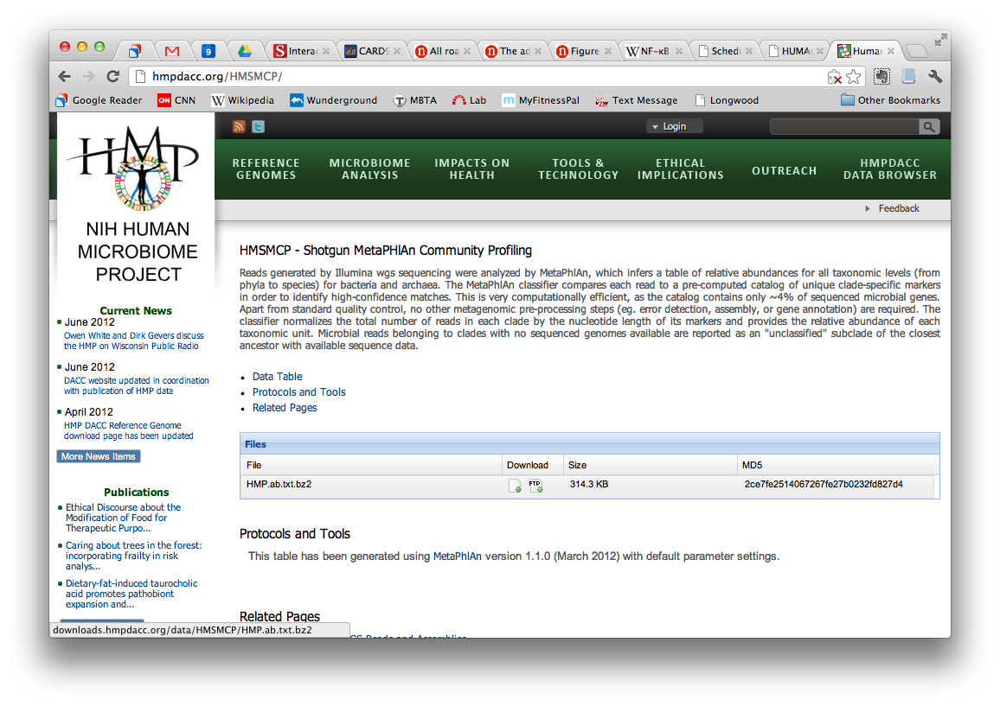 9
S Intera
CARDS
All roa
The ad
Figure
W NF-κB
Sched
HUMA
Human
hmpdacc.org/HMSMCP/
Google Reader
CNN CNN
W Wikipedia
Wunderground
T MBTA
Lab
m MyFitnessPal
Text Message
Longwood
Other Bookmarks
Login
HMP
NIH HUMAN
MICROBIOME
PROJECT
REFERENCE
GENOMES
MICROBIOME
ANALYSIS
IMPACTS ON
HEALTH
TOOLS &
TECHNOLOGY
ETHICAL
IMPLICATIONS
OUTREACH
HMPDACC
DATA BROWSER
Feedback
Current News
June 2012
Owen White and Dirk Gevers discuss
the HMP on Wisconsin Public Radio
June 2012
DACC website updated in coordination
with publication of HMP data
April 2012
HMP DACC Reference Genome
download page has been updated
More News Items
Publications
Ethical Discourse about the
Modification of Food for
Therapeutic Purpo...
Caring about trees in the forest:
incorporating frailty in risk
analys...
Dietary-fat-induced taurocholic
acid promotes pathobiont
expansion and...
HMSMCP - Shotgun MetaPHlAn Community Profiling
Reads generated by Illumina wgs sequencing were analyzed by MetaPhlAn, which infers a table of relative abundances for all taxonomic levels (from
phyla to species) for bacteria and archaea. The MetaPhlAn classifier compares each read to a pre-computed catalog of unique clade-specific markers
in order to identify high-confidence matches. This is very computationally efficient, as the catalog contains only ~4% of sequenced microbial genes.
Apart from standard quality control, no other metagenomic pre-processing steps (eg. error detection, assembly, or gene annotation) are required. The
classifier normalizes the total number of reads in each clade by the nucleotide length of its markers and provides the relative abundance of each
taxonomic unit. Microbial reads belonging to clades with no sequenced genomes available are reported as an "unclassified" subclade of the closest
ancestor with available sequence data.
Data Table
Protocols and Tools
Related Pages
Files
File Download Size MD5
HMP.ab.txt.bz2 FTP 314.3 KB 2ce7fe2514067267fe27b0232fd827d4
Protocols and Tools
This table has been generated using MetaPhlAn version 1.1.0 (March 2012) with default parameter settings.
Related Pages
Reads and Assemblies
downloads.hmpdacc.org/data/HMSMCP/HMP.ab.txt.bz2